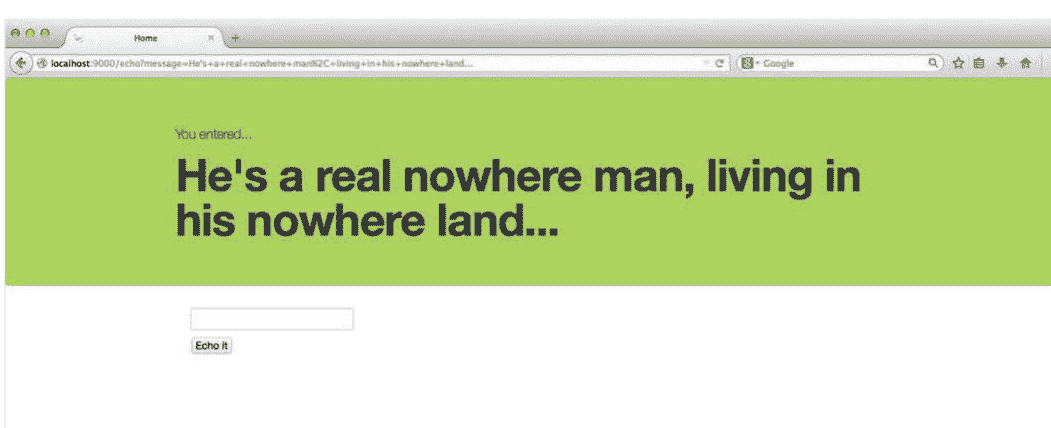 Home
localhost:9000/echo?message=He's+a+real+nowhere+man%2C+living+in+his+nowhere+land...
Google
You entered...
He's a real nowhere man, living in
his nowhere land...
Echo it